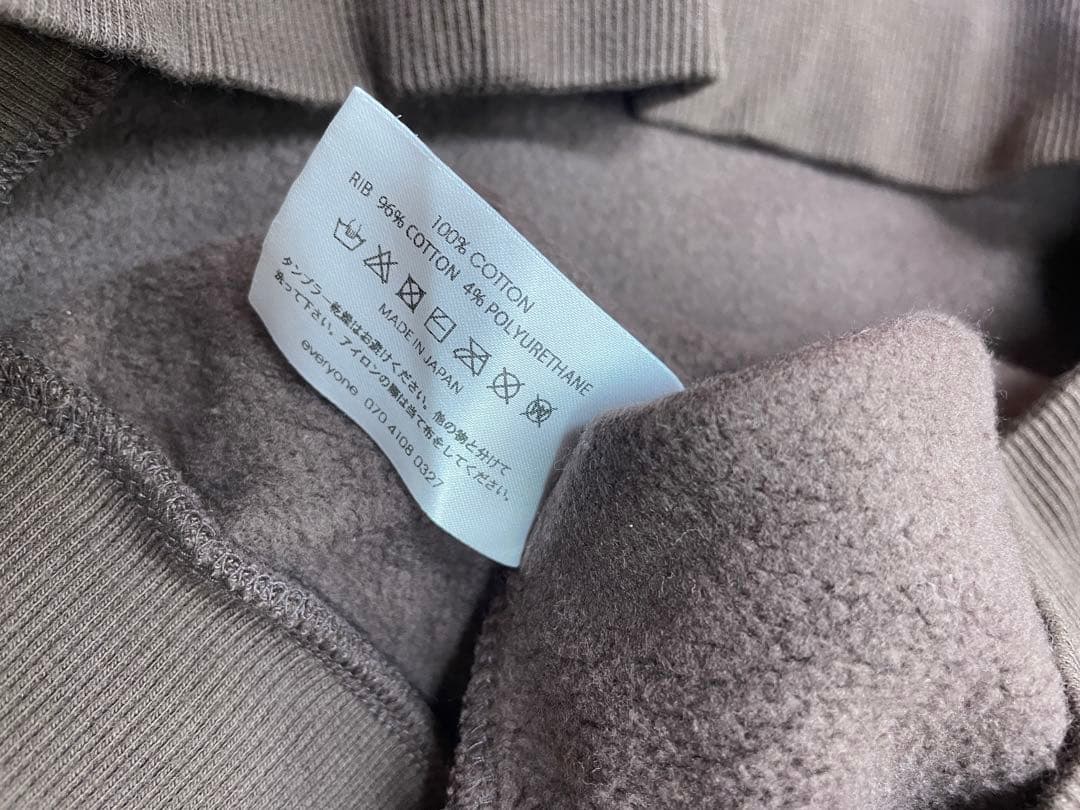 100% COTTON
RIB 96% COTTON 4% POLYURETHANE
MADE IN JAPAN
タンブラー乾燥はお避けください。他の物と分けて
洗って下さい。アイロンの際は当て布をしてください。
everyone 070 4108 0327